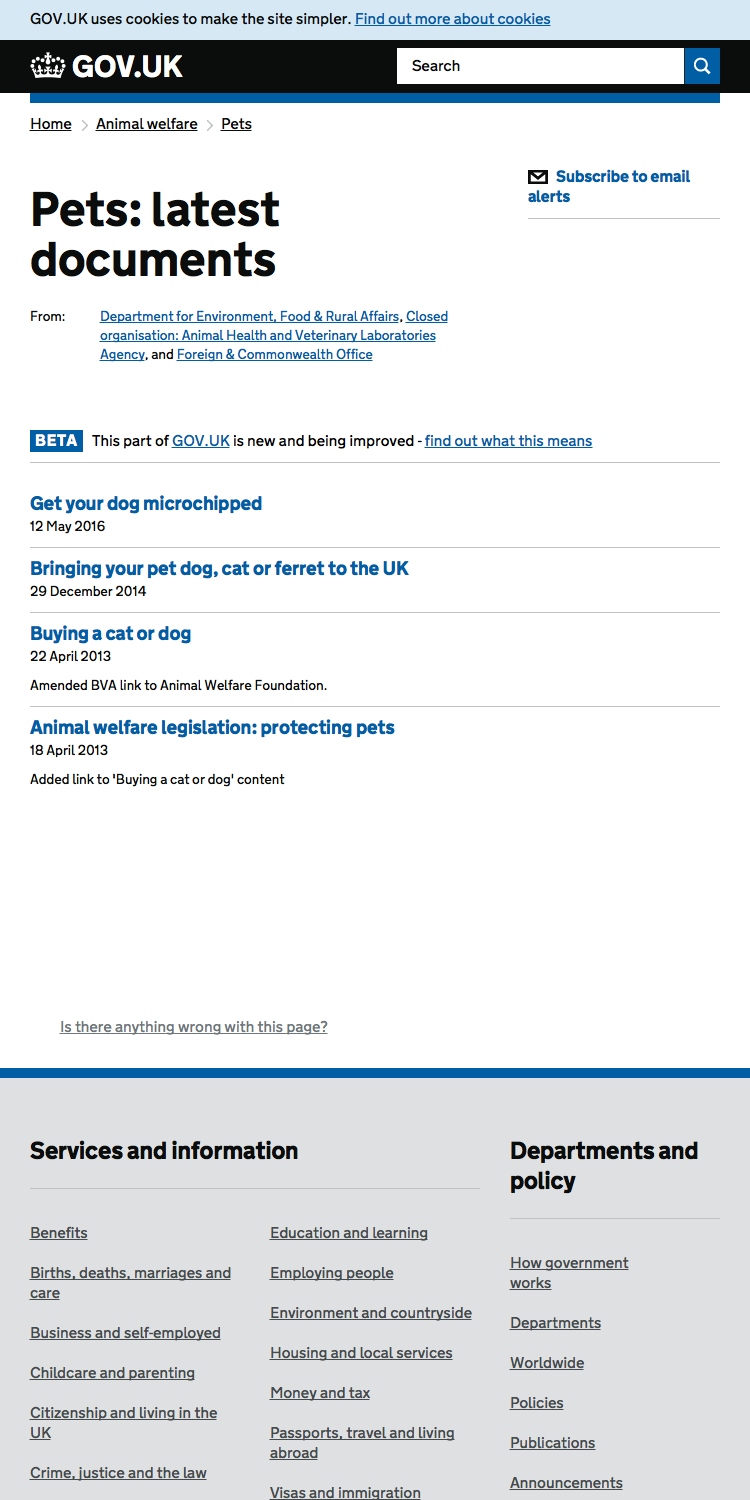 GOV.UK uses cookies to make the site simpler. Find out more about cookies
GOV.UK
Search
Home
Animal welfare
Pets
Subscribe to email
alerts
Pets: latest
documents
From:
Department for Environment, Food & Rural Affairs, Closed
organisation: Animal Health and Veterinary Laboratories
Agency, and Foreign & Commonwealth Office
BETA This part of GOV.UK is new and being improved - find out what this means
Get your dog microchipped
12 May 2016
Bringing your pet dog, cat or ferret to the UK
29 December 2014
Buying a cat or dog
22 April 2013
Amended BVA link to Animal Welfare Foundation.
Animal welfare legislation: protecting pets
18 April 2013
Added link to 'Buying a cat or dog' content
Is there anything wrong with this page?
Services and information
Benefits
Births, deaths, marriages and
care
Business and self-employed
Childcare and parenting
Citizenship and living in the
UK
Crime, justice and the law
Education and learning
Employing people
Environment and countryside
Housing and local services
Money and tax
Passports, travel and living
abroad
Visas and immigration
Departments and
policy
How government
works
Departments
Worldwide
Policies
Publications
Announcements